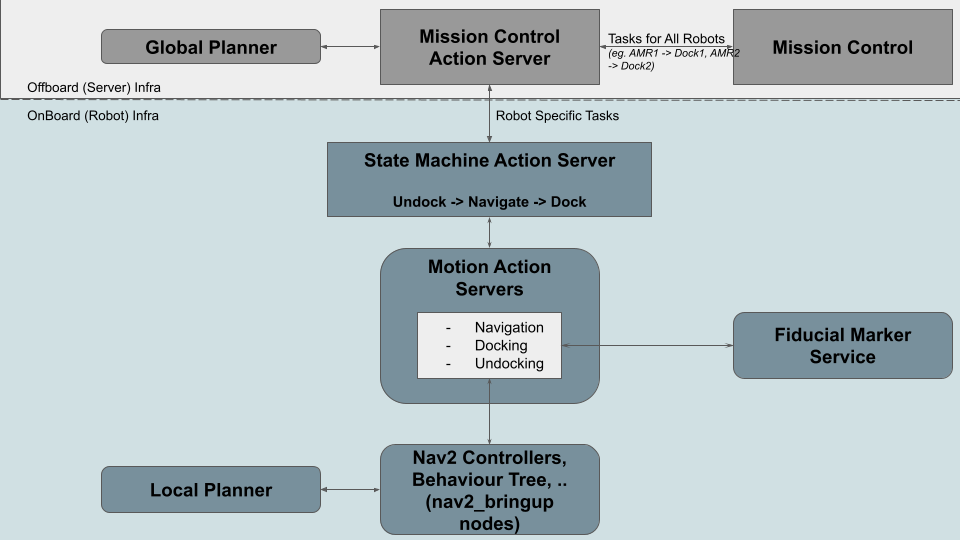 Global Planner
Mission Control
Action Server
Tasks for All Robots
(eg. AMR1 -> Dock1, AMR2
-> Dock2)
Mission Control
Offboard (Server) Infra
OnBoard (Robot) Infra
Robot Specific Tasks
State Machine Action Server
Undock -> Navigate -> Dock
Motion Action
Servers
- Navigation
- Docking
- Undocking
Fiducial Marker
Service
Local Planner
Nav2 Controllers,
Behaviour Tree, ..
(nav2_bringup
nodes)